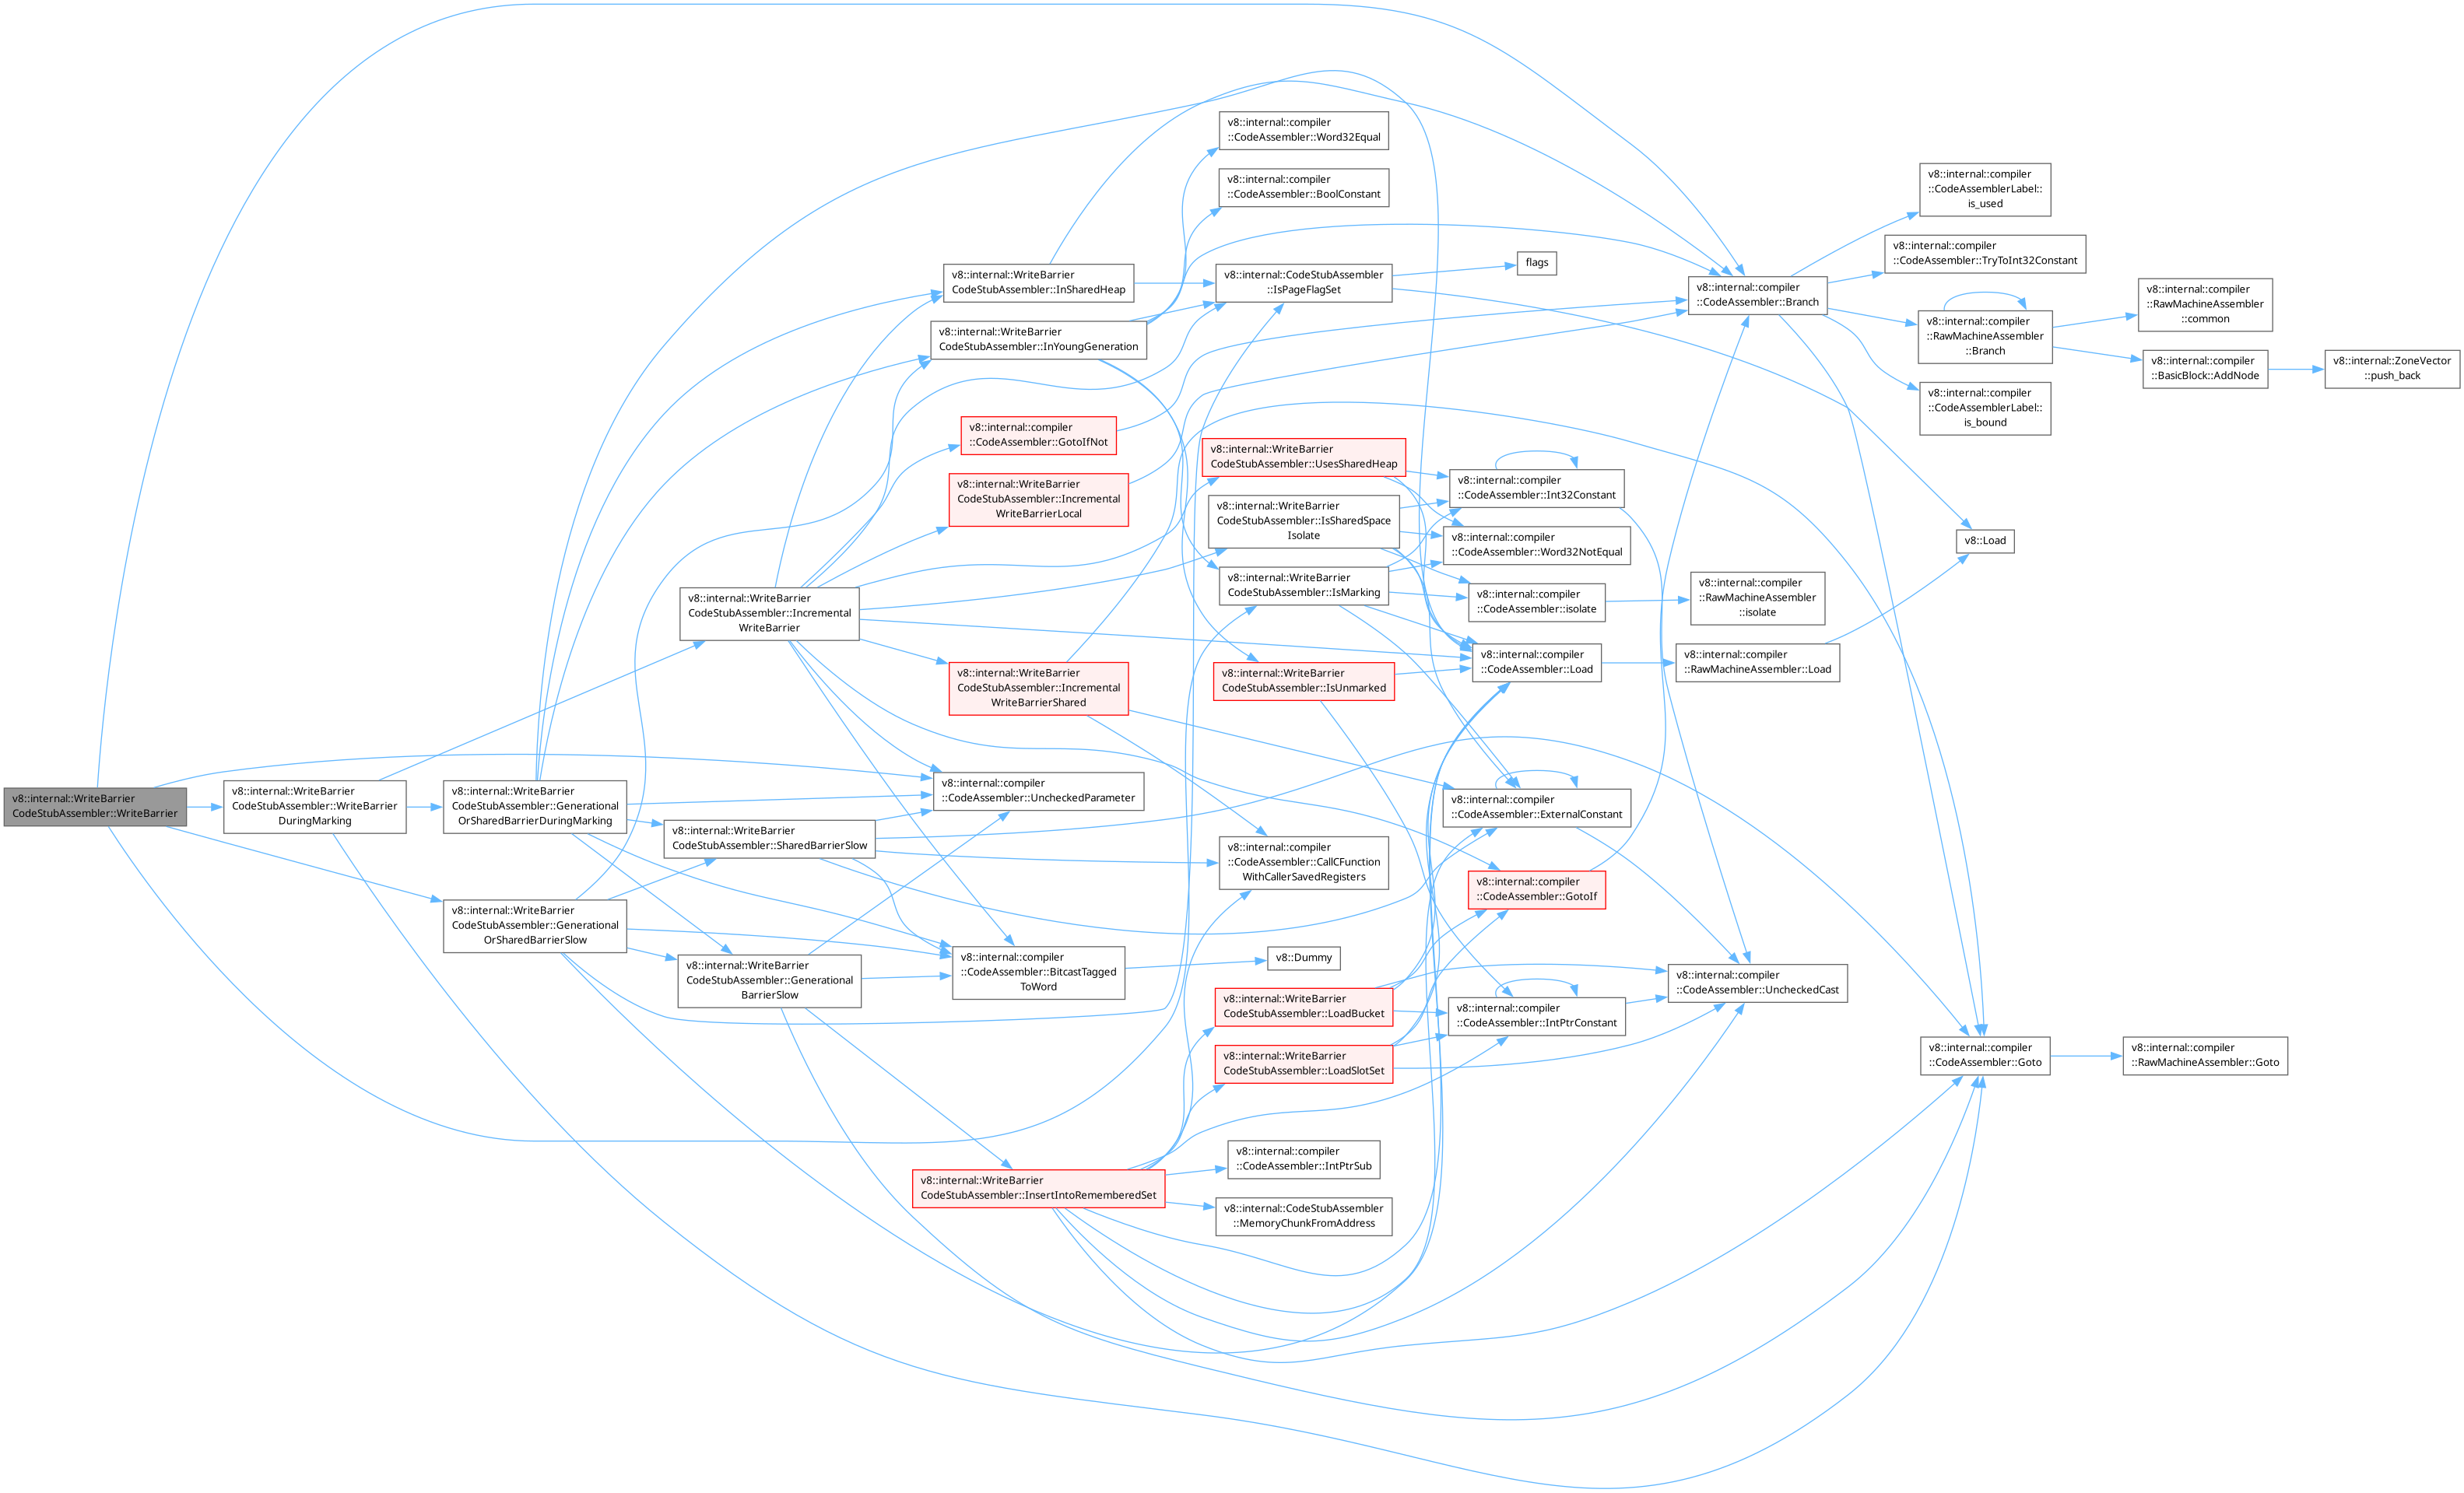 v8::internal::WriteBarrier
CodeStubAssembler::WriteBarrier
v8::internal::WriteBarrier
CodeStubAssembler::WriteBarrier
DuringMarking
v8::internal::WriteBarrier
CodeStubAssembler::Generational
OrSharedBarrierDuringMarking
v8::internal::WriteBarrier
CodeStubAssembler::Generational
OrSharedBarrierSlow
v8::internal::WriteBarrier
CodeStubAssembler::Incremental
WriteBarrier
v8::internal::WriteBarrier
CodeStubAssembler::SharedBarrierSlow
v8::internal::WriteBarrier
CodeStubAssembler::Generational
BarrierSlow
v8::internal::WriteBarrier
CodeStubAssembler::InSharedHeap
v8::internal::WriteBarrier
CodeStubAssembler::InYoungGeneration
v8::internal::compiler
::CodeAssembler::GotoIfNot
v8::internal::WriteBarrier
CodeStubAssembler::Incremental
WriteBarrierLocal
v8::internal::WriteBarrier
CodeStubAssembler::Incremental
WriteBarrierShared
v8::internal::compiler
::CodeAssembler::UncheckedParameter
v8::internal::compiler
::CodeAssembler::BitcastTagged
ToWord
v8::internal::WriteBarrier
CodeStubAssembler::InsertIntoRememberedSet
v8::internal::compiler
::CodeAssembler::Word32Equal
v8::internal::compiler
::CodeAssembler::BoolConstant
v8::internal::CodeStubAssembler
::IsPageFlagSet
v8::internal::WriteBarrier
CodeStubAssembler::UsesSharedHeap
v8::internal::WriteBarrier
CodeStubAssembler::IsSharedSpace
Isolate
v8::internal::WriteBarrier
CodeStubAssembler::IsMarking
v8::internal::WriteBarrier
CodeStubAssembler::IsUnmarked
v8::internal::compiler
::CodeAssembler::CallCFunction
WithCallerSavedRegisters
v8::Dummy
v8::internal::WriteBarrier
CodeStubAssembler::LoadBucket
v8::internal::WriteBarrier
CodeStubAssembler::LoadSlotSet
v8::internal::compiler
::CodeAssembler::IntPtrSub
v8::internal::CodeStubAssembler
::MemoryChunkFromAddress
flags
v8::internal::compiler
::CodeAssembler::Int32Constant
v8::internal::compiler
::CodeAssembler::Word32NotEqual
v8::internal::compiler
::CodeAssembler::isolate
v8::internal::compiler
::CodeAssembler::Load
v8::internal::compiler
::CodeAssembler::ExternalConstant
v8::internal::compiler
::CodeAssembler::GotoIf
v8::internal::compiler
::CodeAssembler::IntPtrConstant
v8::internal::compiler
::CodeAssembler::Branch
v8::internal::compiler
::RawMachineAssembler
::isolate
v8::internal::compiler
::RawMachineAssembler::Load
v8::internal::compiler
::CodeAssembler::UncheckedCast
v8::internal::compiler
::CodeAssemblerLabel::
is_used
v8::internal::compiler
::CodeAssembler::TryToInt32Constant
v8::internal::compiler
::RawMachineAssembler
::Branch
v8::internal::compiler
::CodeAssemblerLabel::
is_bound
v8::Load
v8::internal::compiler
::CodeAssembler::Goto
v8::internal::compiler
::RawMachineAssembler
::common
v8::internal::compiler
::BasicBlock::AddNode
v8::internal::compiler
::RawMachineAssembler::Goto
v8::internal::ZoneVector
::push_back